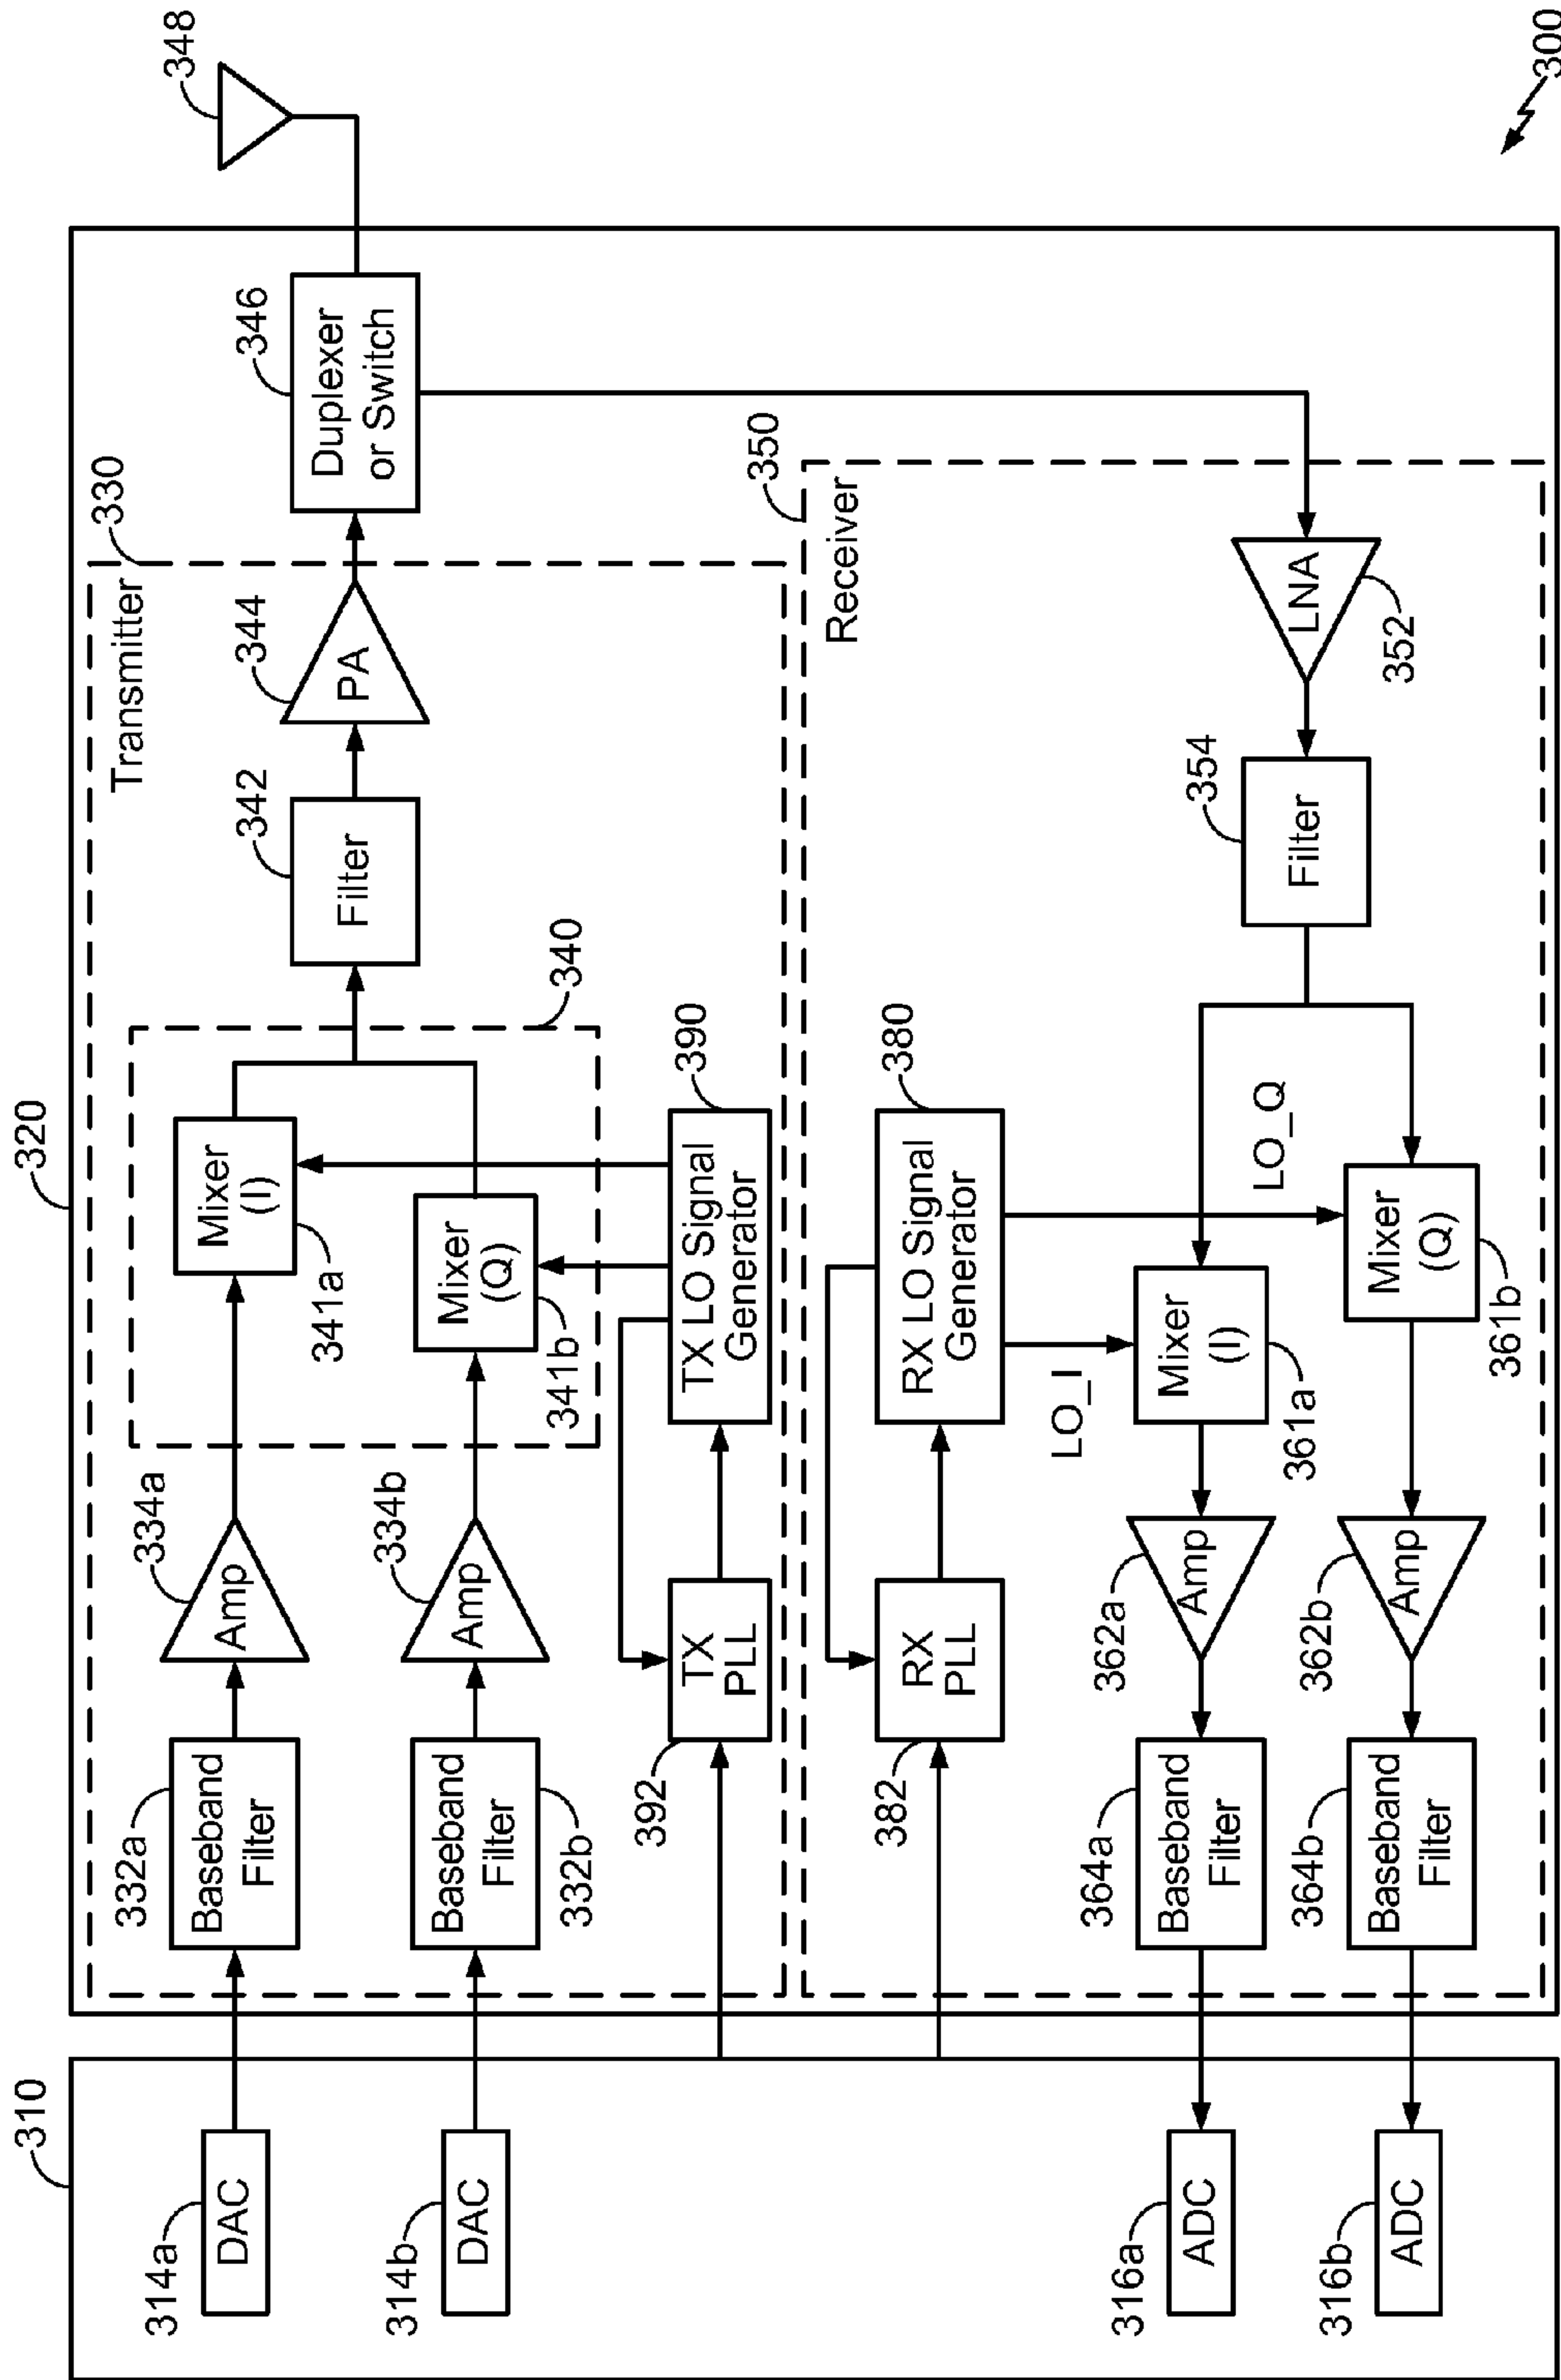 310
314a
DAC
314b
DAC
316a
ADC
316b
ADC
320
330
Transmitter
332a
Baseband
Filter
334a
Amp
Mixer
(I)
341a
340
342
Filter
344
PA
346
Duplexer
or Switch
348
Baseband
Filter
332b
334b
Amp
Mixer
(Q)
341b
392
TX
PLL
TX LO Signal
Generator
390
350
Receiver
382
RX
PLL
RX LO Signal
Generator
380
LO_I
LO_Q
364a
Baseband
Filter
362a
Amp
Mixer
(I)
361a
354
Filter
LNA
352
364b
Baseband
Filter
362b
Amp
Mixer
(Q)
361b
300